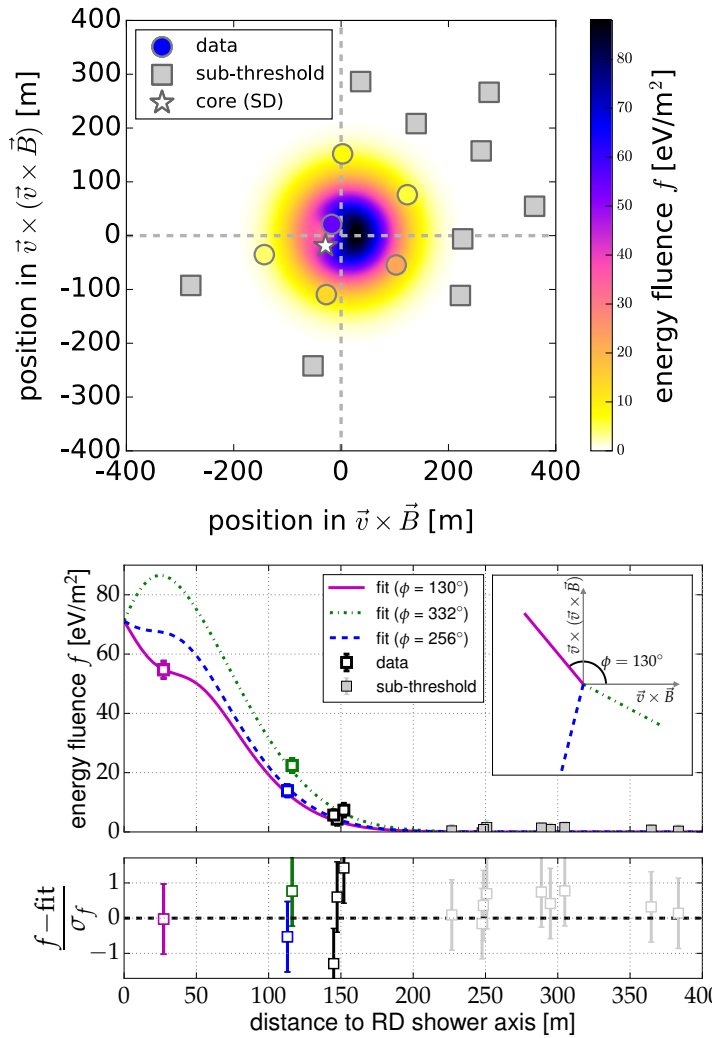 400
300
200
100
0
-100
-200
-300
-400
position in v⃗ × (v⃗ × B⃗) [m]
data
sub-threshold
core (SD)
-400
-200
0
200
400
position in v⃗ × B⃗ [m]
80
70
60
50
40
30
20
10
0
energy fluence f [eV/m²]
80
60
40
20
0
energy fluence f [eV/m²]
fit (ϕ = 130°)
fit (ϕ = 332°)
fit (ϕ = 256°)
data
sub-threshold
v⃗ × (v⃗ × B⃗)
ϕ = 130°
v⃗ × B⃗
1
0
−1
f−fit
σ_f
0
50
100
150
200
250
300
350
400
distance to RD shower axis [m]